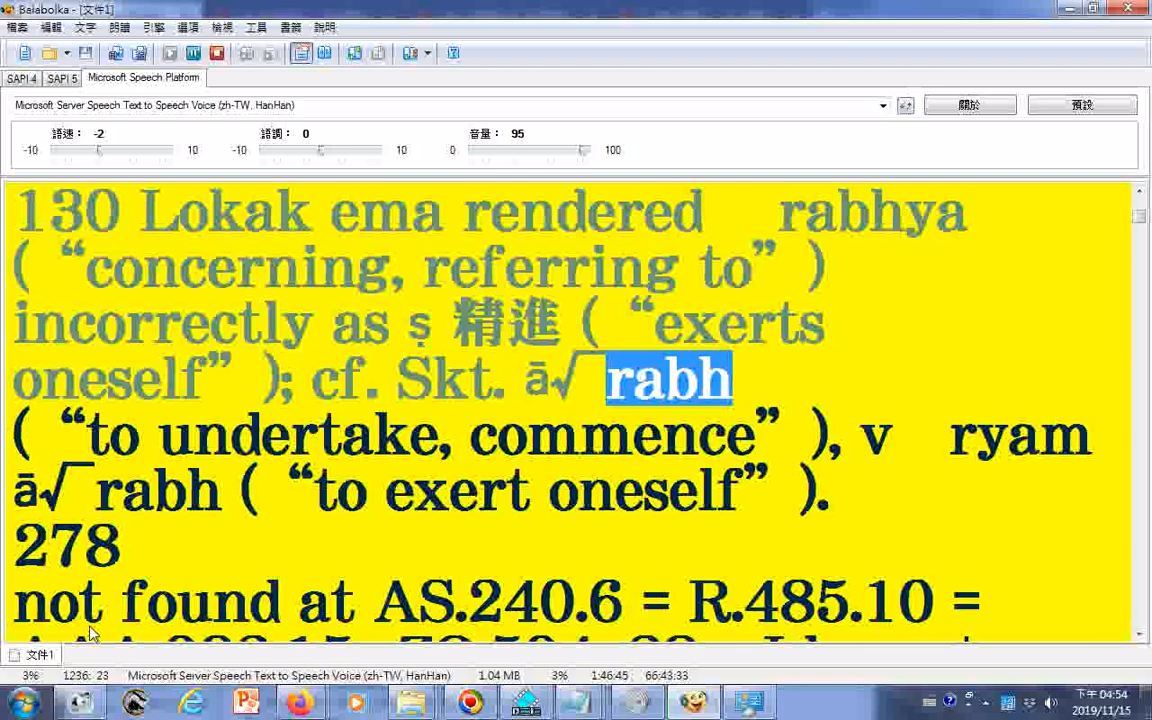 Balabolka - [文件1]
檔案 編輯 文字 朗讀 引擎 選項 檢視 工具 書籤 說明
SAPI 4 SAPI 5 Microsoft Speech Platform
Microsoft Server Speech Text to Speech Voice (zh-TW, HanHan) 關於 預設
語速： -2 語調： 0 音量： 95
-10 10 -10 10 0 100
130 Lokak ema rendered rabhya
( “concerning, referring to” )
incorrectly as ṣ 精進 ( “exerts
oneself” ); cf. Skt. ā√ rabh
( “to undertake, commence” ), v ryam
ā√ rabh ( “to exert oneself” ).
278
not found at AS.240.6 = R.485.10 =
文件1
3% 1236: 23 Microsoft Server Speech Text to Speech Voice (zh-TW, HanHan) 1.04 MB 3% 1:46:45 66:43:33
下午 04:54
2019/11/15